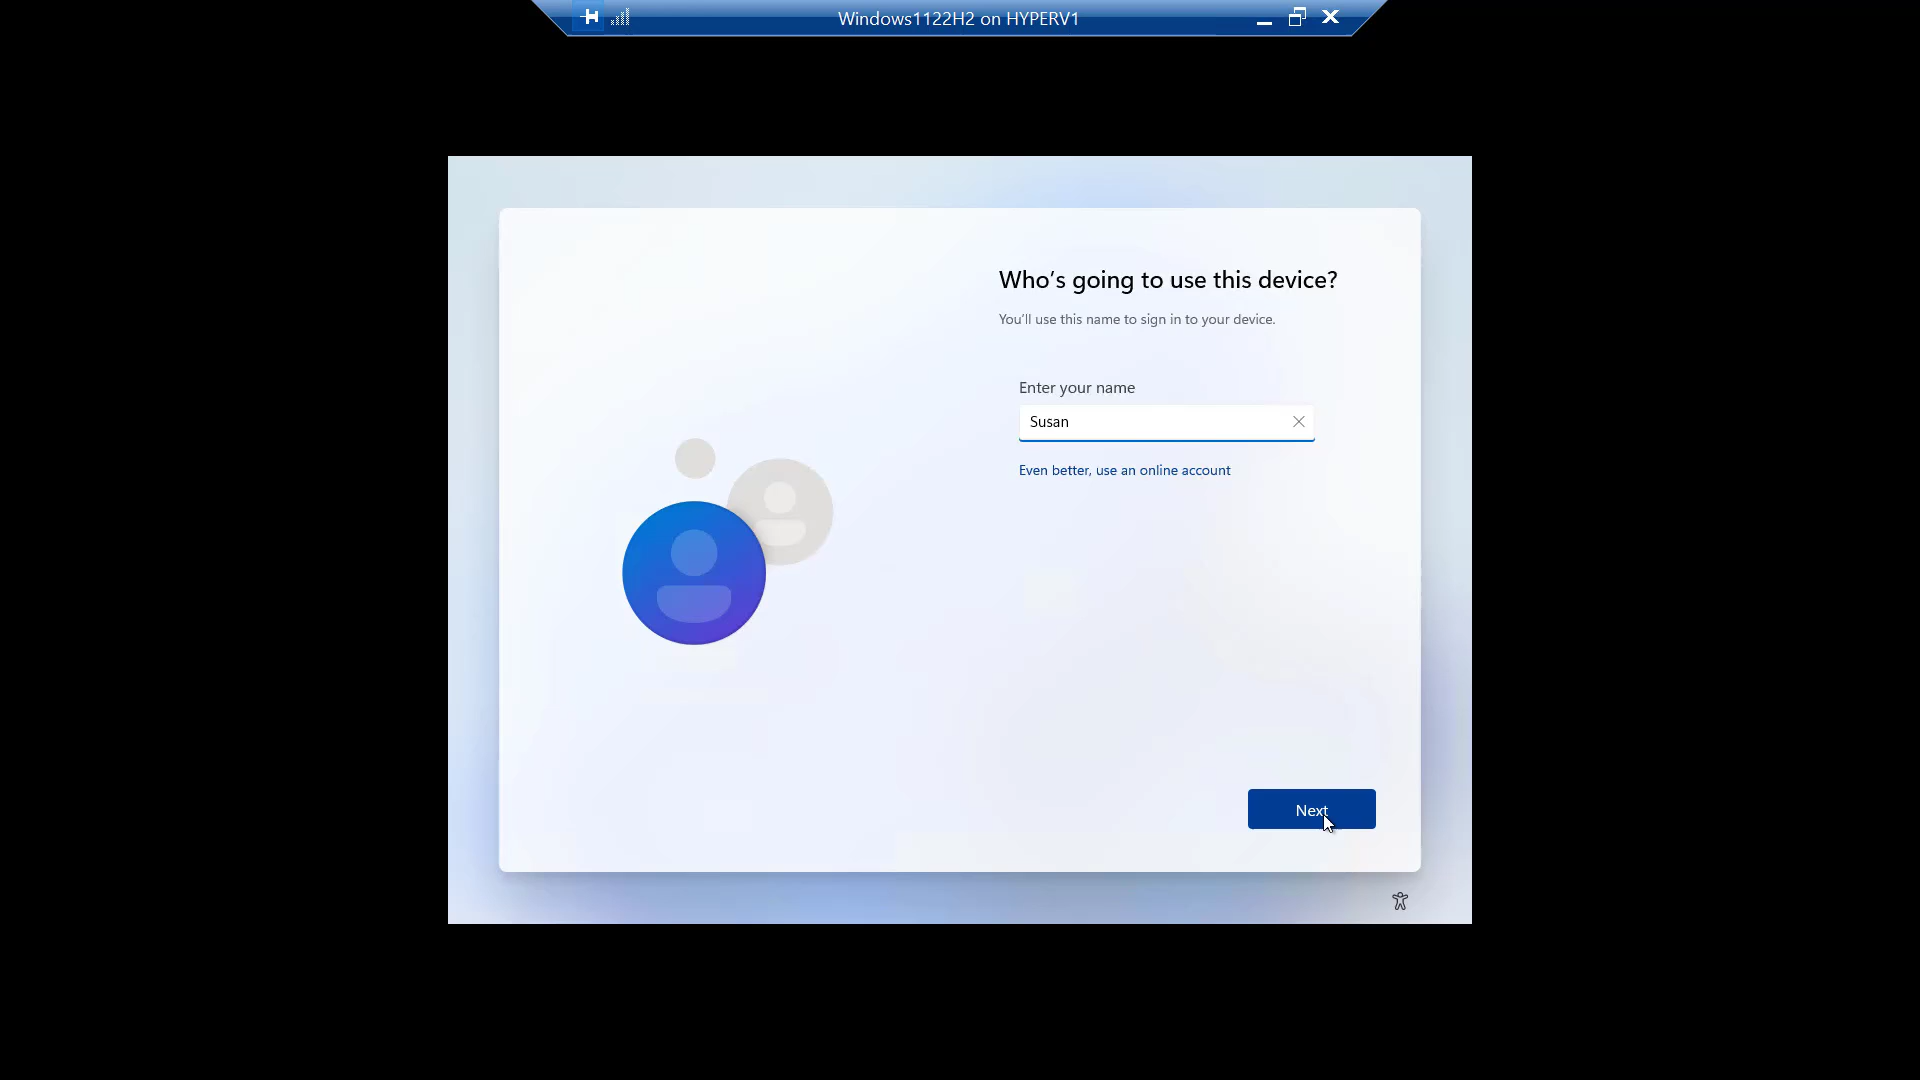 Windows1122H2 on HYPERV1
Who's going to use this device?
You'll use this name to sign in to your device.
Enter your name
Susan
Even better, use an online account
Next